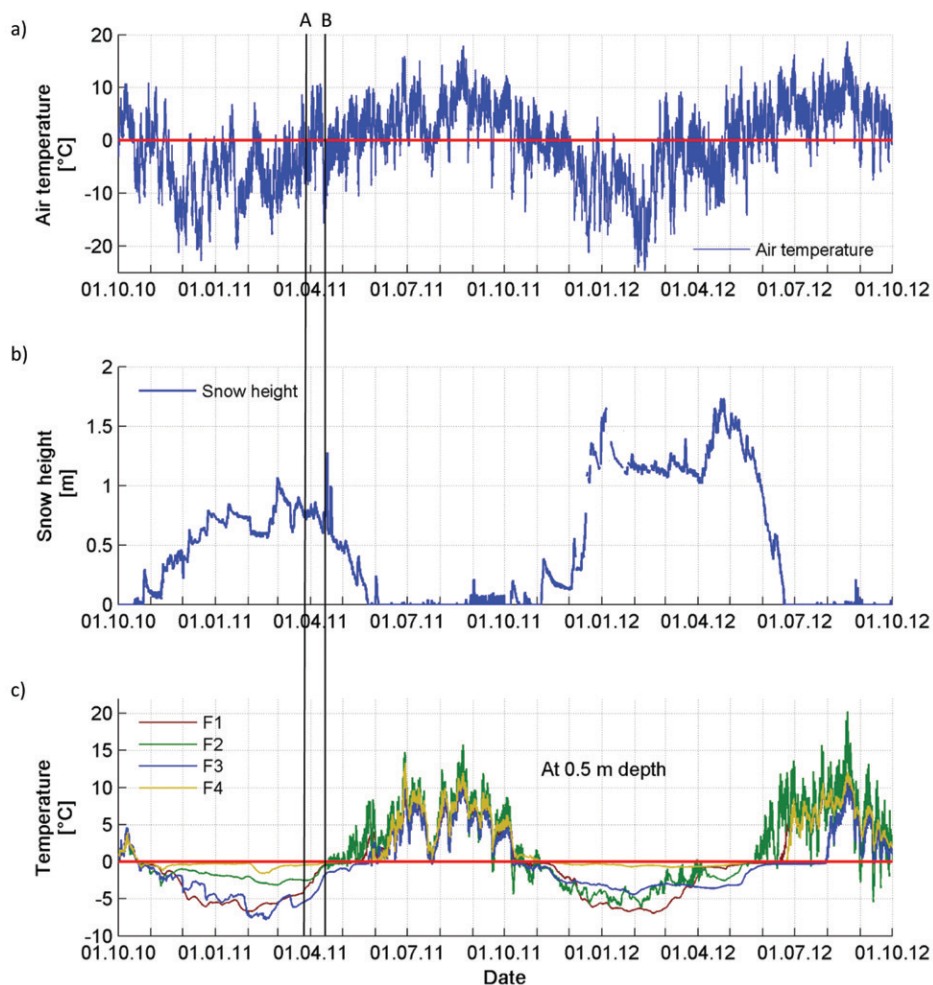 A B
a)
20
10
0
-10
-20
Air temperature
[°C]
Air temperature
01.10.10 01.01.11 01.04.11 01.07.11 01.10.11 01.01.12 01.04.12 01.07.12 01.10.12
b)
2
1.5
1
0.5
0
Snow height
[m]
Snow height
01.10.10 01.01.11 01.04.11 01.07.11 01.10.11 01.01.12 01.04.12 01.07.12 01.10.12
c)
20
15
10
5
0
-5
-10
Temperature
[°C]
F1
F2
F3
F4
At 0.5 m depth
01.10.10 01.01.11 01.04.11 01.07.11 01.10.11 01.01.12 01.04.12 01.07.12 01.10.12
Date